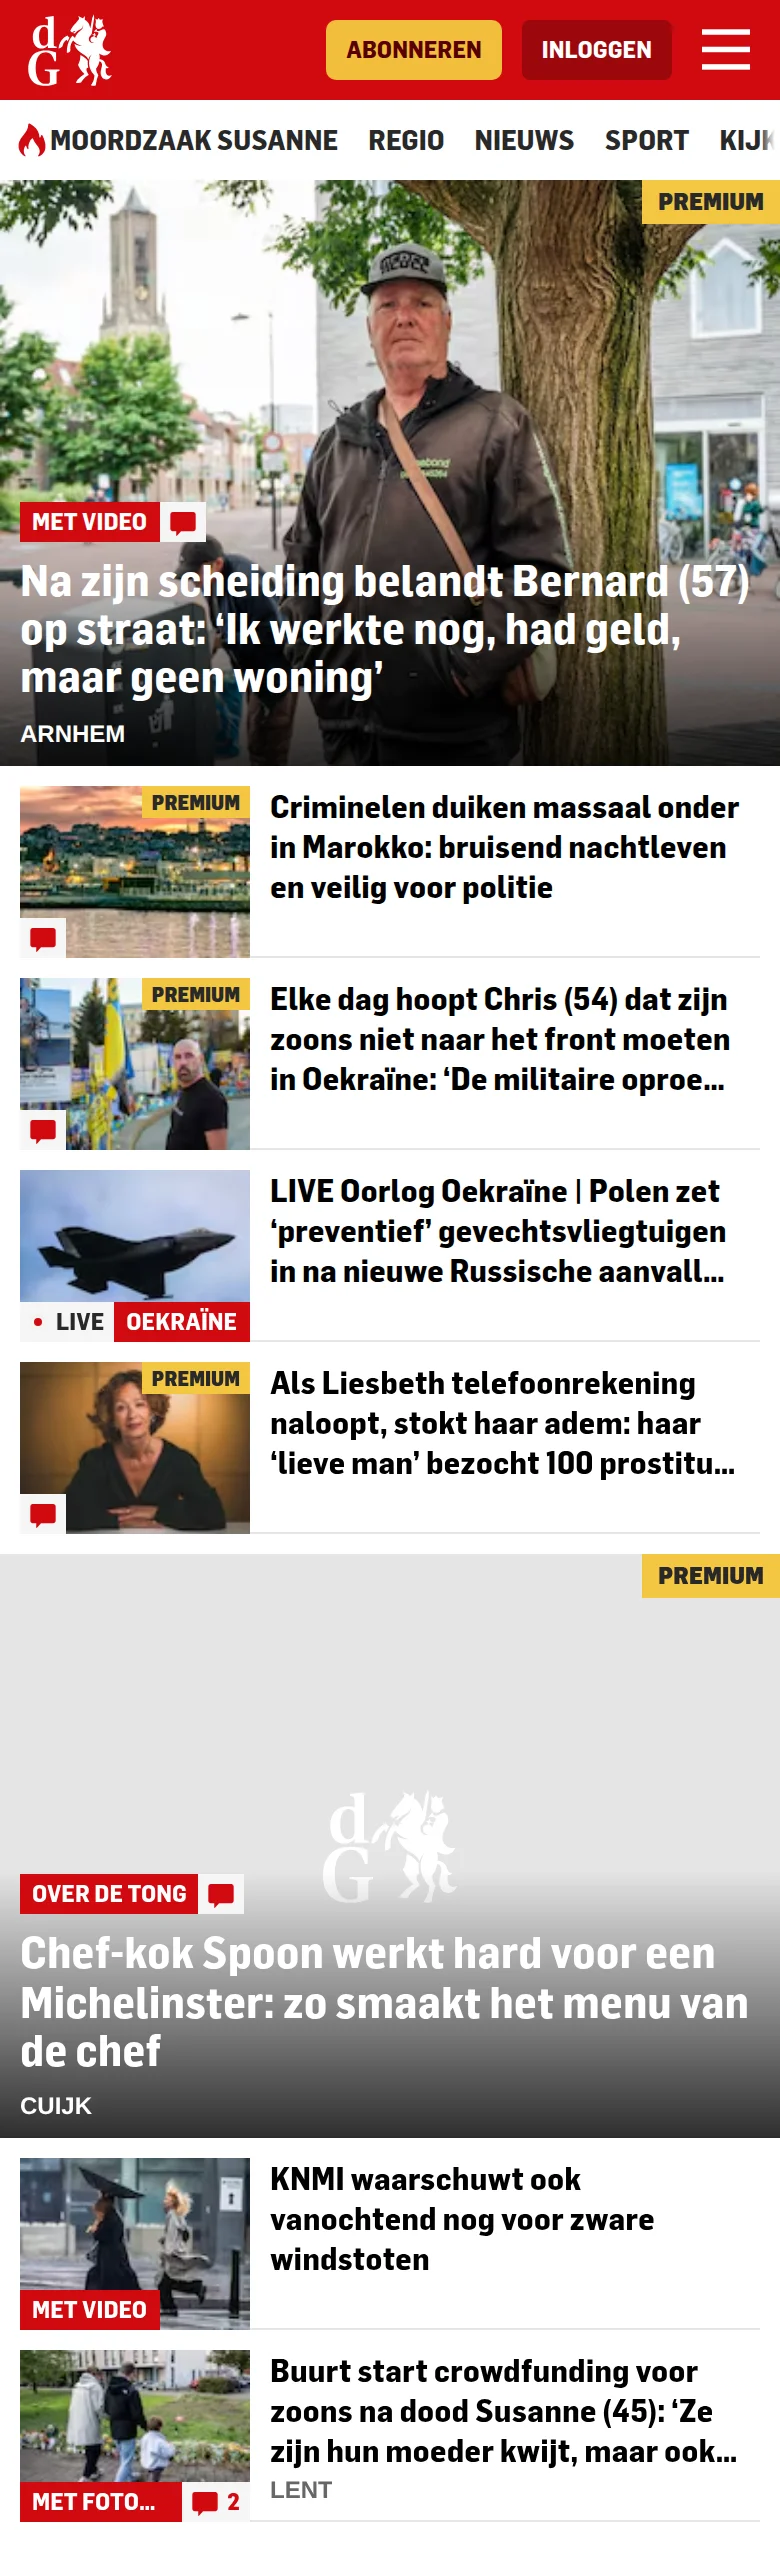 dG
ABONNEREN
INLOGGEN
MOORDZAAK SUSANNE
REGIO
NIEUWS
SPORT
KIJK
PREMIUM
MET VIDEO
Na zijn scheiding belandt Bernard (57)
op straat: ‘Ik werkte nog, had geld,
maar geen woning’
ARNHEM
PREMIUM
Criminelen duiken massaal onder
in Marokko: bruisend nachtleven
en veilig voor politie
PREMIUM
Elke dag hoopt Chris (54) dat zijn
zoons niet naar het front moeten
in Oekraïne: ‘De militaire oproe...
LIVE
OEKRAÏNE
LIVE Oorlog Oekraïne | Polen zet
‘preventief’ gevechtsvliegtuigen
in na nieuwe Russische aanvall...
PREMIUM
Als Liesbeth telefoonrekening
naloopt, stokt haar adem: haar
‘lieve man’ bezocht 100 prostitu...
PREMIUM
dG
OVER DE TONG
Chef-kok Spoon werkt hard voor een
Michelinster: zo smaakt het menu van
de chef
CUIJK
MET VIDEO
KNMI waarschuwt ook
vanochtend nog voor zware
windstoten
MET FOTO...
2
Buurt start crowdfunding voor
zoons na dood Susanne (45): ‘Ze
zijn hun moeder kwijt, maar ook...
LENT